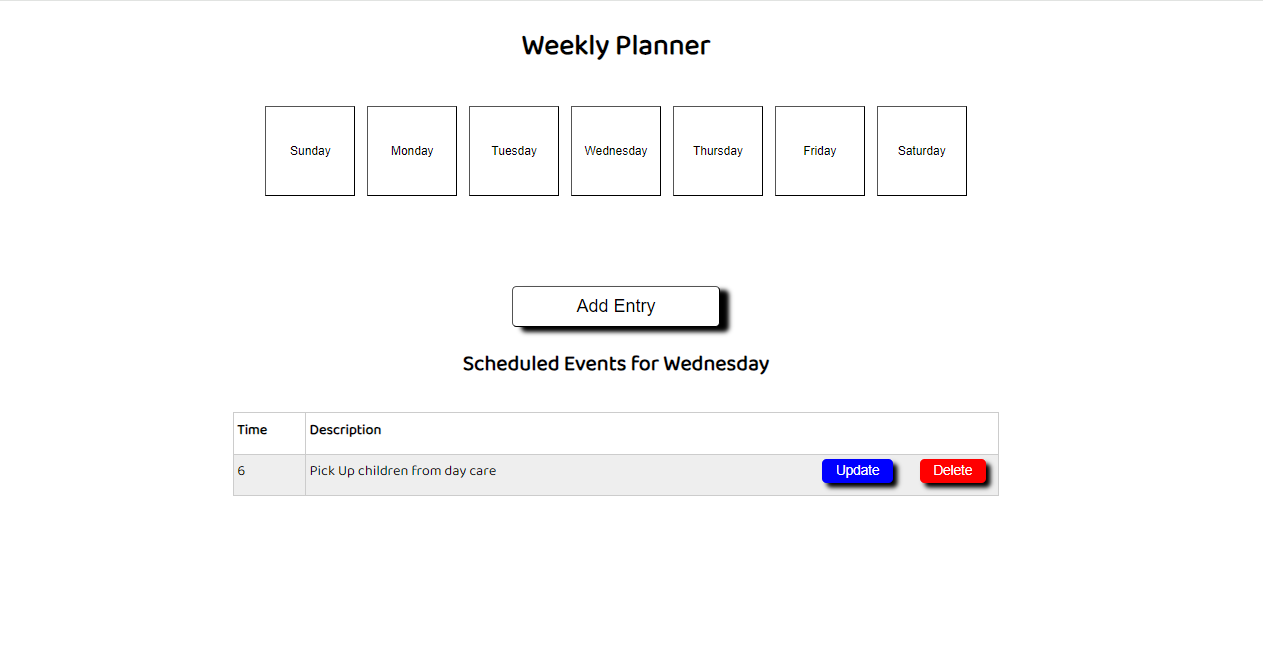 Weekly Planner
Sunday Monday Tuesday Wednesday Thursday Friday Saturday
Add Entry
Scheduled Events for Wednesday
Time Description
6 Pick Up children from day care Update Delete